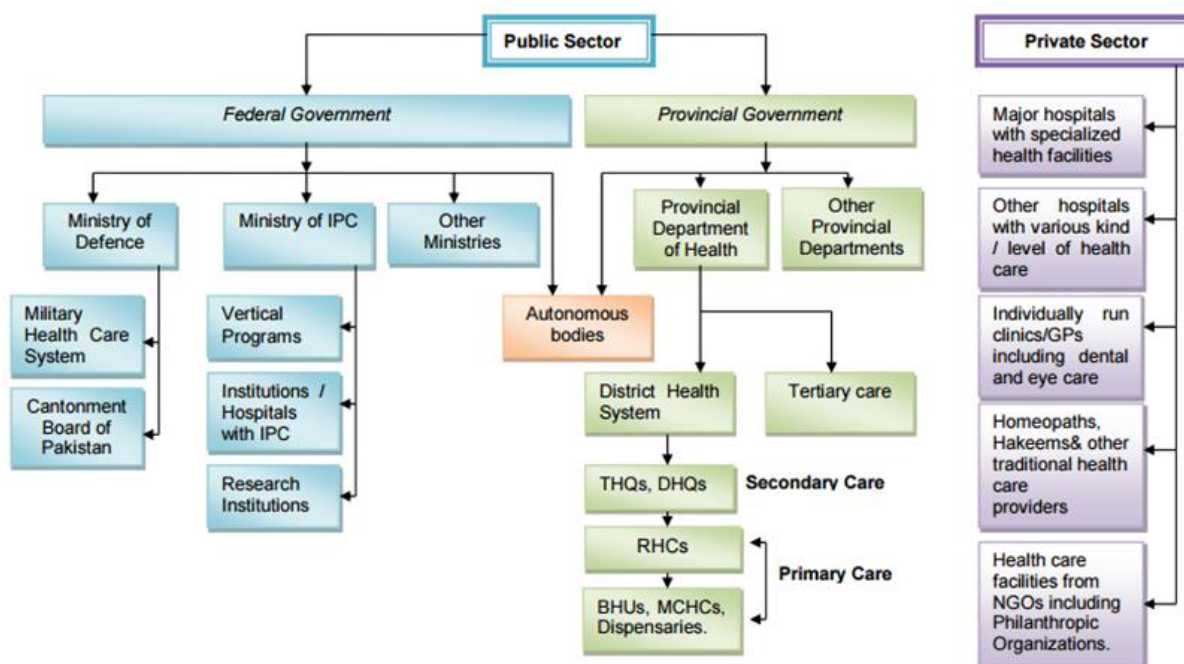 Public Sector
Private Sector
Federal Government
Provincial Government
Ministry of
Defence
Ministry of IPC
Other
Ministries
Provincial
Department
of Health
Other
Provincial
Departments
Military
Health Care
System
Cantonment
Board of
Pakistan
Vertical
Programs
Institutions /
Hospitals
with IPC
Research
Institutions
Autonomous
bodies
District Health
System
Tertiary care
THQs, DHQs
Secondary Care
RHCs
Primary Care
BHUs, MCHCs,
Dispensaries.
Major hospitals
with specialized
health facilities
Other hospitals
with various kind
/ level of health
care
Individually run
clinics/GPs
including dental
and eye care
Homeopaths,
Hakeems& other
traditional health
care
providers
Health care
facilities from
NGOs including
Philanthropic
Organizations.